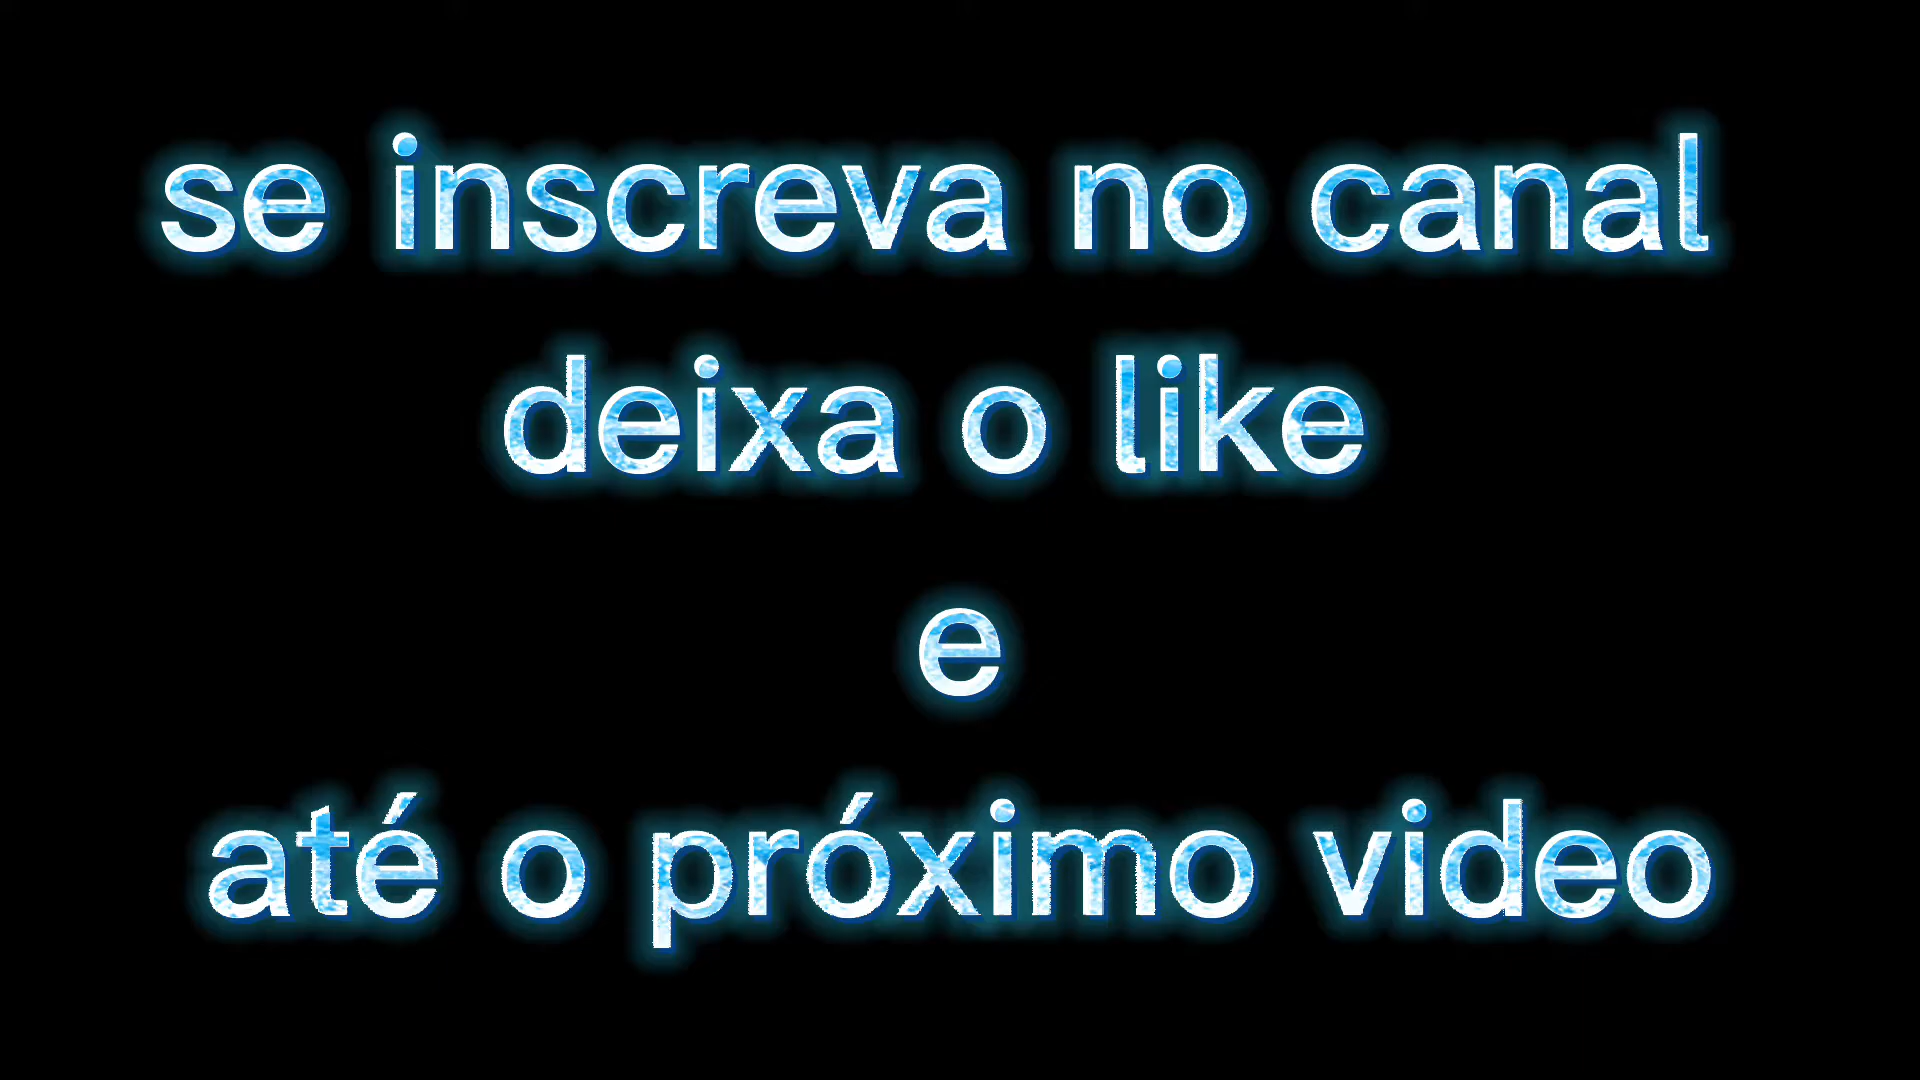 se inscreva no canal
deixa o like
e
até o próximo video